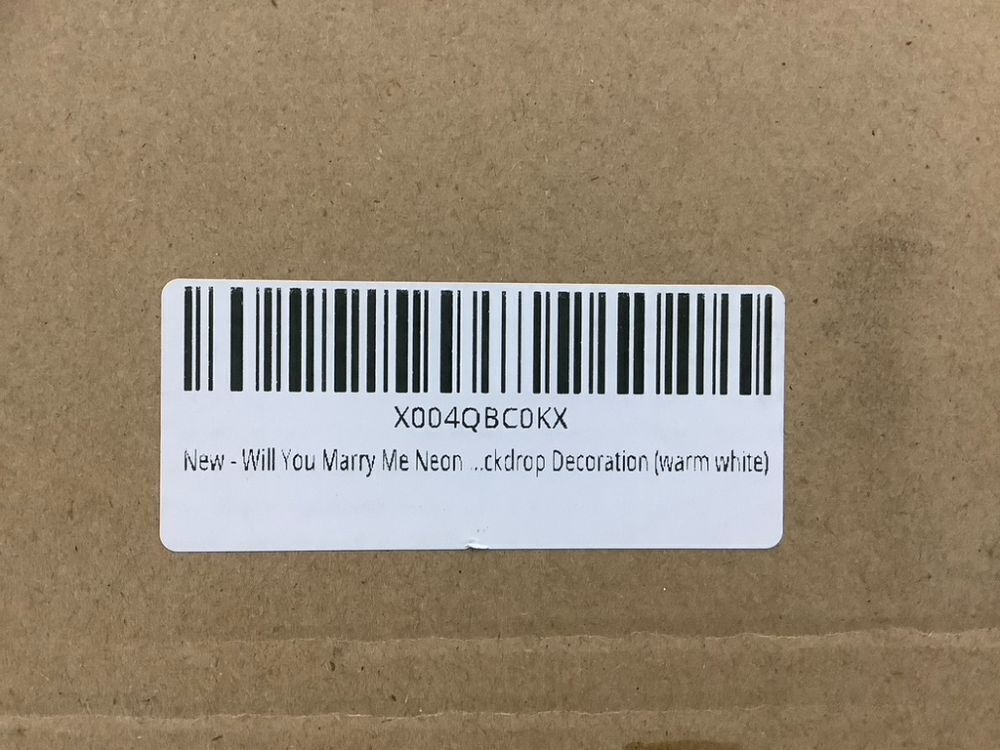 X004QBC0KX
New - Will You Marry Me Neon ...ckdrop Decoration (warm white)